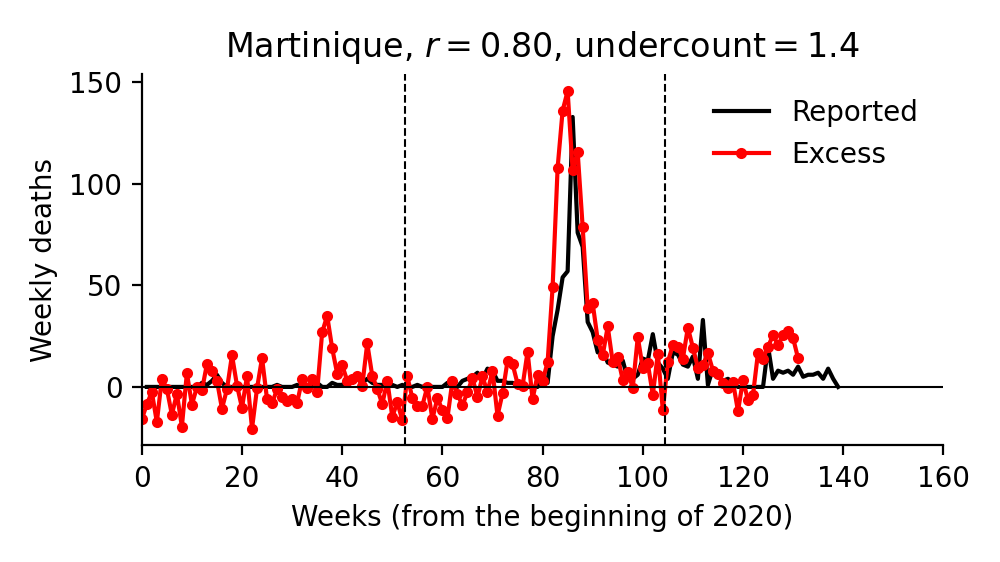 Martinique, r = 0.80, undercount = 1.4
150
100
50
0
Weekly deaths
Reported
Excess
0 20 40 60 80 100 120 140 160
Weeks (from the beginning of 2020)